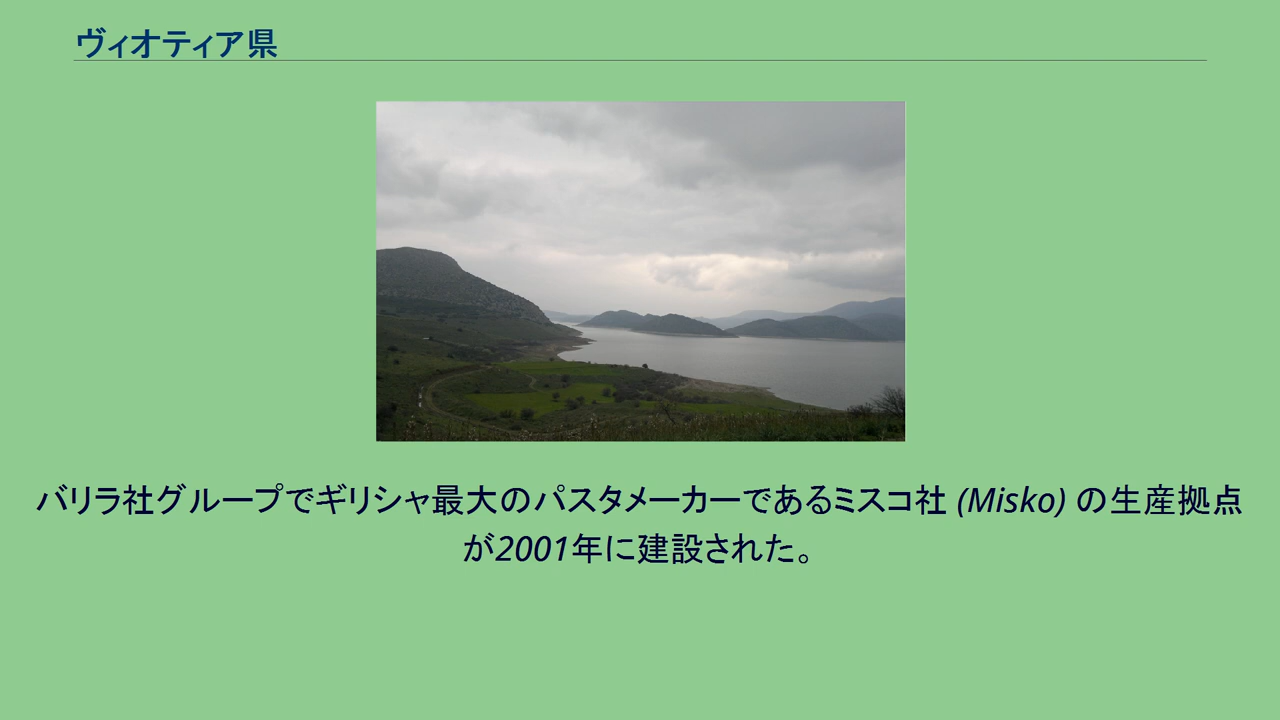 ヴィオティア県
バリラ社グループでギリシャ最大のパスタメーカーであるミスコ社 (Misko) の生産拠点
が2001年に建設された。